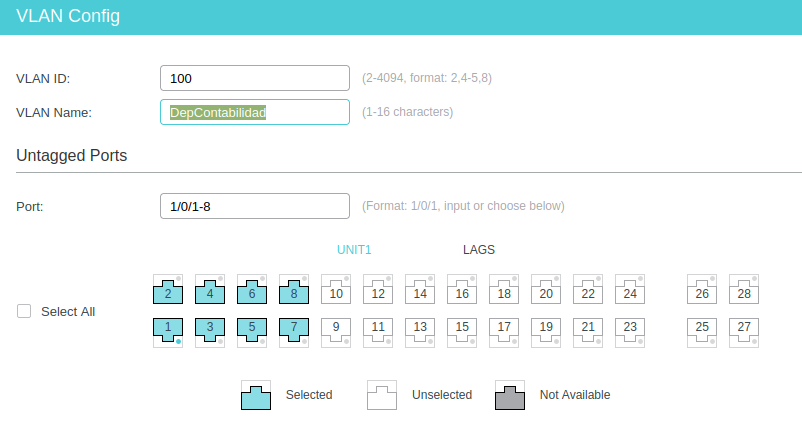 VLAN Config
VLAN ID: 100 (2-4094, format: 2,4-5,8)
VLAN Name: DepContabilidad (1-16 characters)
Untagged Ports
Port: 1/0/1-8 (Format: 1/0/1, input or choose below)
UNIT1 LAGS
2 4 6 8 10 12 14 16 18 20 22 24 26 28
Select All
1 3 5 7 9 11 13 15 17 19 21 23 25 27
Selected Unselected Not Available